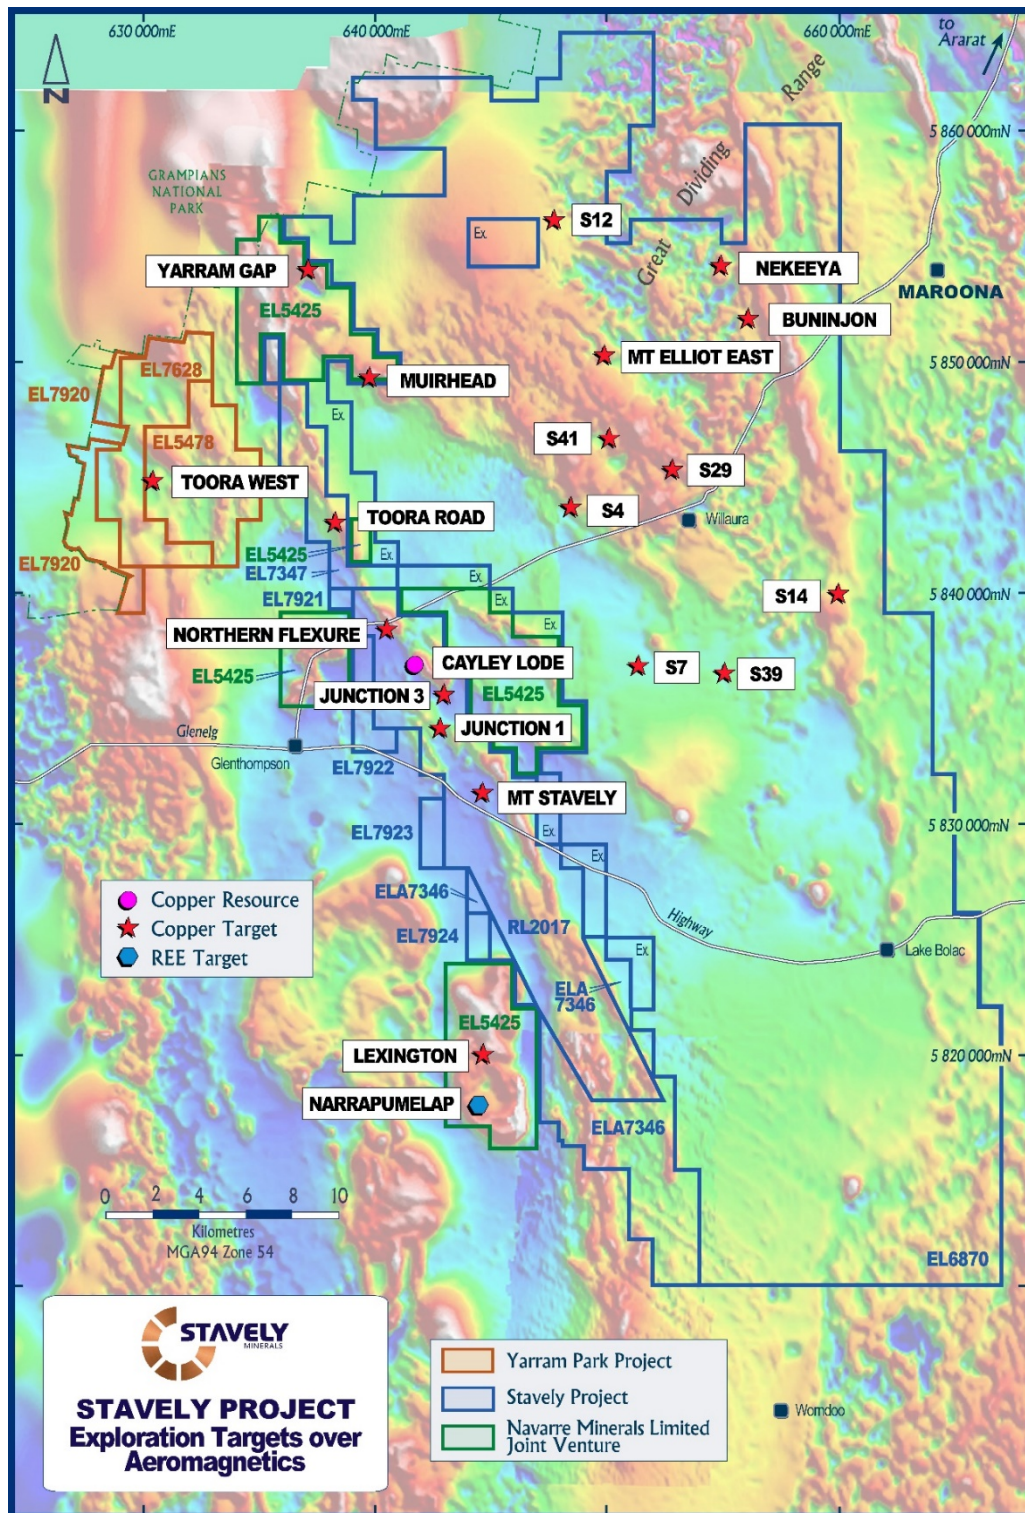 630 000mE
640 000mE
660 000mE
to
Ararat
N
Range
5 860 000mN
Dividing
GRAMPIANS
NATIONAL
PARK
Ex.
S12
Great
YARRAM GAP
NEKEEYA
MAROONA
EL5425
BUNINJON
MT ELLIOT EAST
5 850 000mN
EL7628
EL7920
MUIRHEAD
Ex.
EL5478
S41
S29
TOORA WEST
S4
TOORA ROAD
Willaura
EL5425
Ex.
EL7920
EL7347
Ex.
EL7921
Ex.
S14
5 840 000mN
NORTHERN FLEXURE
CAYLEY LODE
S7
S39
EL5425
JUNCTION 3
EL5425
JUNCTION 1
Glenelg
Glenthompson
EL7922
MT STAVELY
EL7923
Ex.
5 830 000mN
Ex.
Copper Resource
Copper Target
REE Target
ELA7346
RL2017
Highway
EL7924
Ex.
Lake Bolac
ELA
7346
EL5425
LEXINGTON
5 820 000mN
NARRAPUMELAP
ELA7346
0 2 4 6 8 10
Kilometres
MGA94 Zone 54
EL6870
STAVELY
MINERALS
STAVELY PROJECT
Exploration Targets over
Aeromagnetics
Yarram Park Project
Stavely Project
Navarre Minerals Limited
Joint Venture
Worndoo